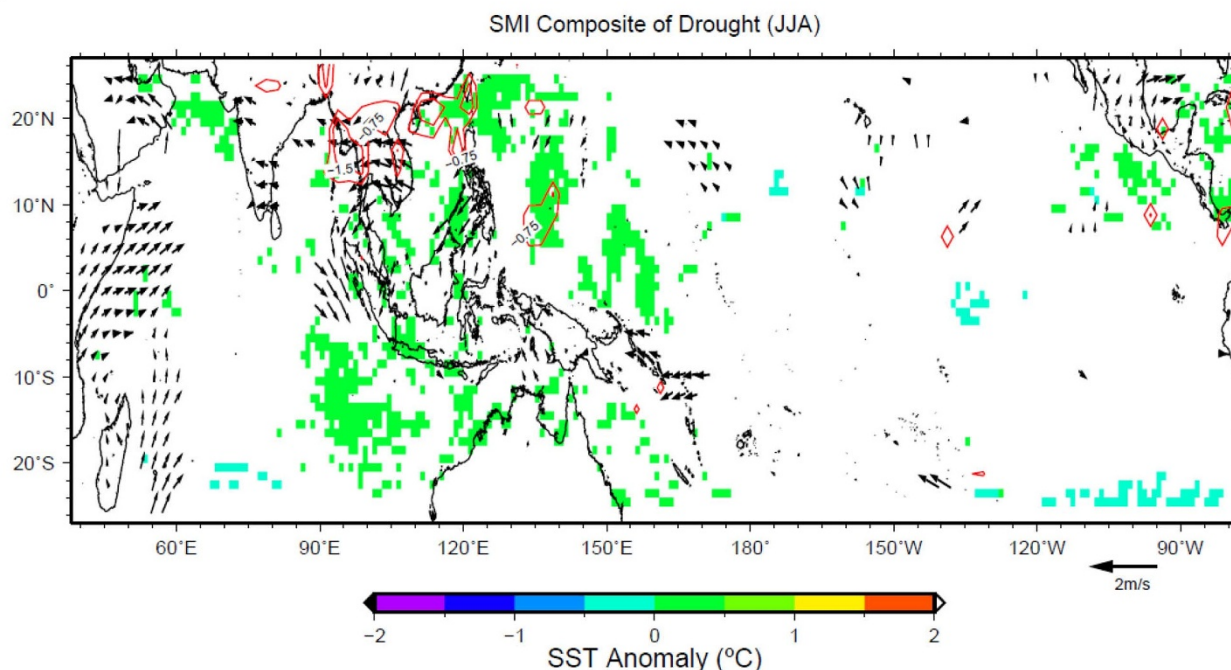 SMI Composite of Drought (JJA)
20°N
10°N
0°
10°S
20°S
−0.75
−1.5
−0.75
−0.75
60°E
90°E
120°E
150°E
180°
150°W
120°W
90°W
2m/s
−2
−1
0
1
2
SST Anomaly (°C)